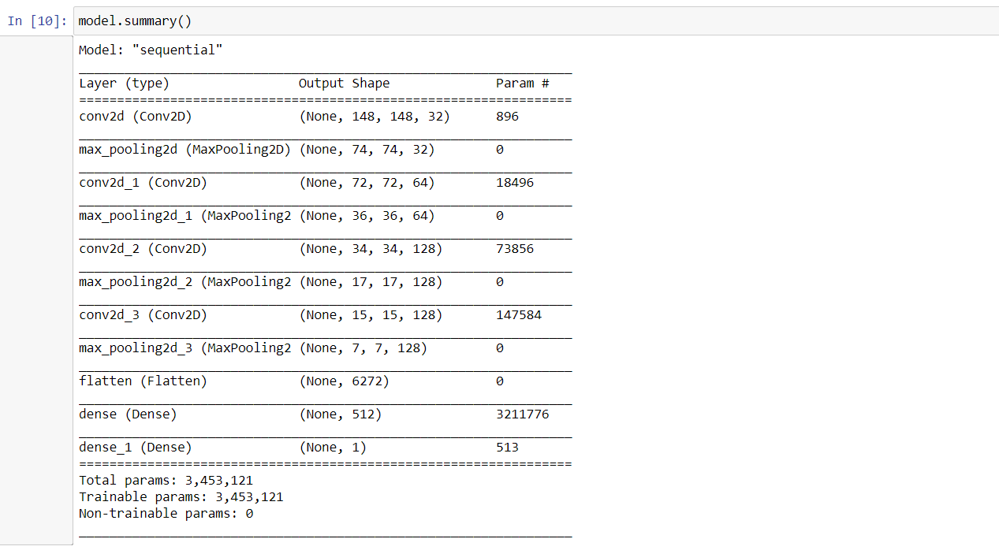 In [10]: model.summary()
Model: "sequential"
_________________________________________________________________
Layer (type)                 Output Shape              Param #
=================================================================
conv2d (Conv2D)              (None, 148, 148, 32)      896
_________________________________________________________________
max_pooling2d (MaxPooling2D) (None, 74, 74, 32)        0
_________________________________________________________________
conv2d_1 (Conv2D)            (None, 72, 72, 64)        18496
_________________________________________________________________
max_pooling2d_1 (MaxPooling2 (None, 36, 36, 64)        0
_________________________________________________________________
conv2d_2 (Conv2D)            (None, 34, 34, 128)       73856
_________________________________________________________________
max_pooling2d_2 (MaxPooling2 (None, 17, 17, 128)       0
_________________________________________________________________
conv2d_3 (Conv2D)            (None, 15, 15, 128)       147584
_________________________________________________________________
max_pooling2d_3 (MaxPooling2 (None, 7, 7, 128)         0
_________________________________________________________________
flatten (Flatten)            (None, 6272)              0
_________________________________________________________________
dense (Dense)                (None, 512)               3211776
_________________________________________________________________
dense_1 (Dense)              (None, 1)                 513
=================================================================
Total params: 3,453,121
Trainable params: 3,453,121
Non-trainable params: 0
_________________________________________________________________